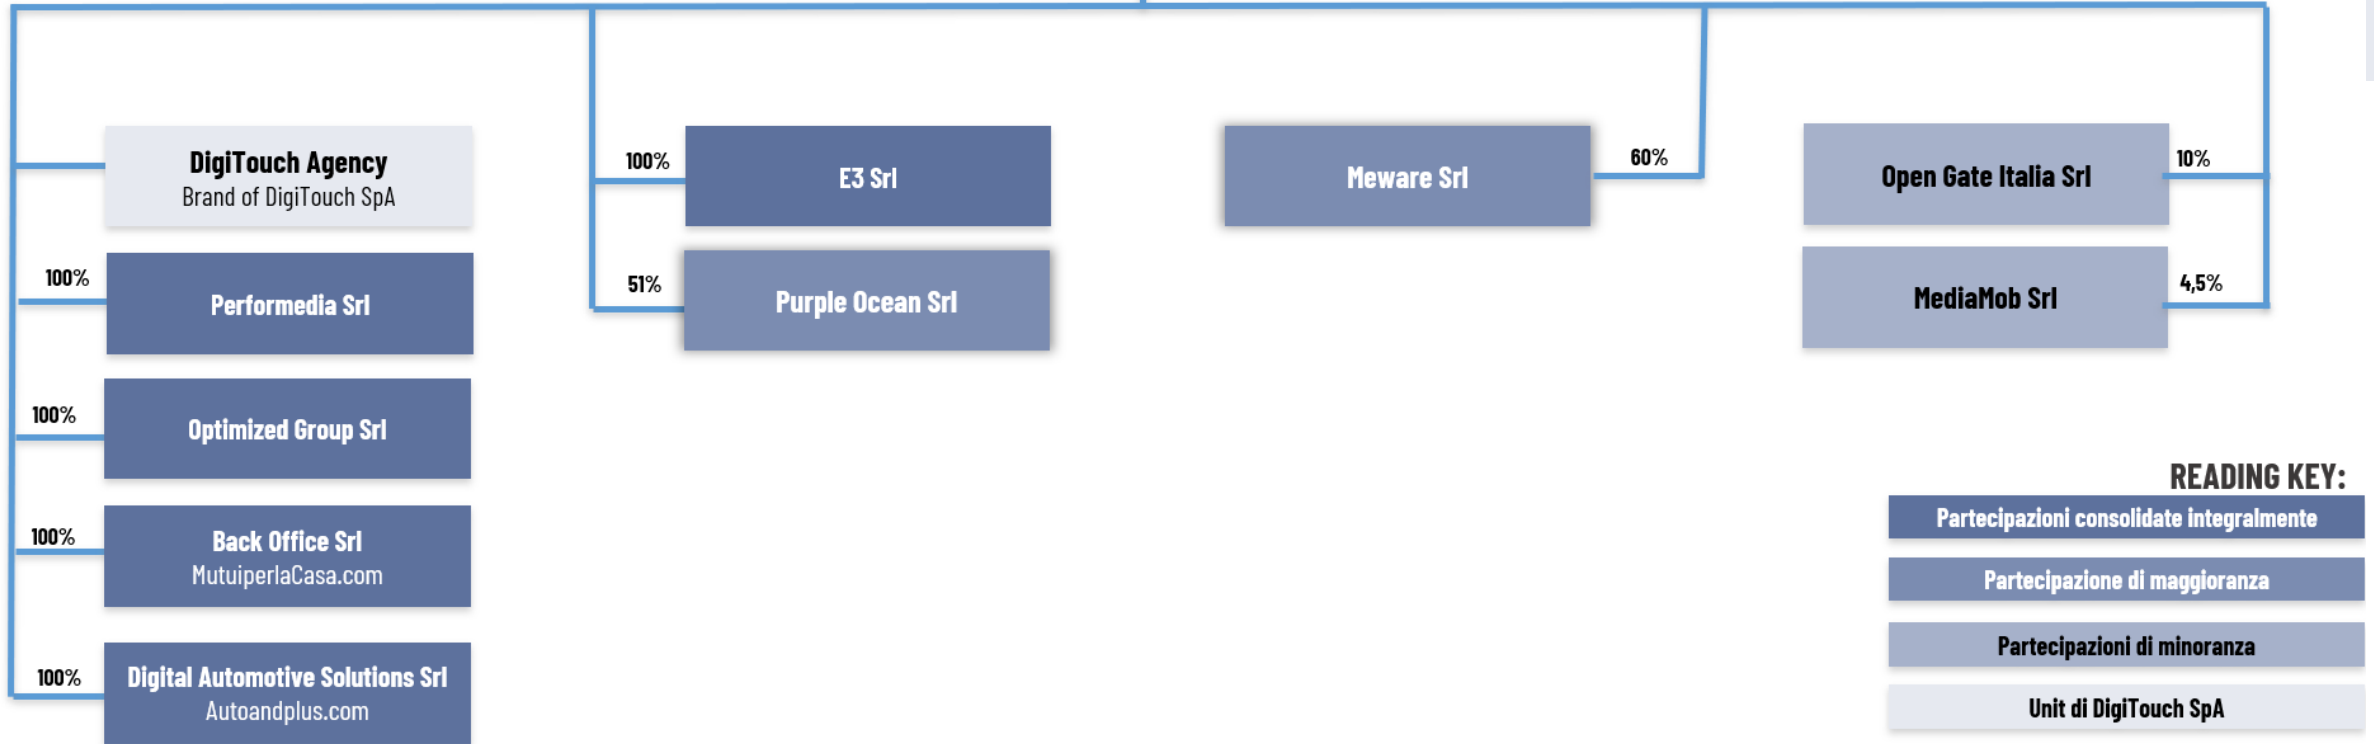 DigiTouch Agency
Brand of DigiTouch SpA
100%
Performedia Srl
100%
Optimized Group Srl
100%
Back Office Srl
MutuiperlaCasa.com
100%
Digital Automotive Solutions Srl
Autoandplus.com
100%
E3 Srl
51%
Purple Ocean Srl
Meware Srl
60%
Open Gate Italia Srl
10%
MediaMob Srl
4,5%
READING KEY:
Partecipazioni consolidate integralmente
Partecipazione di maggioranza
Partecipazioni di minoranza
Unit di DigiTouch SpA